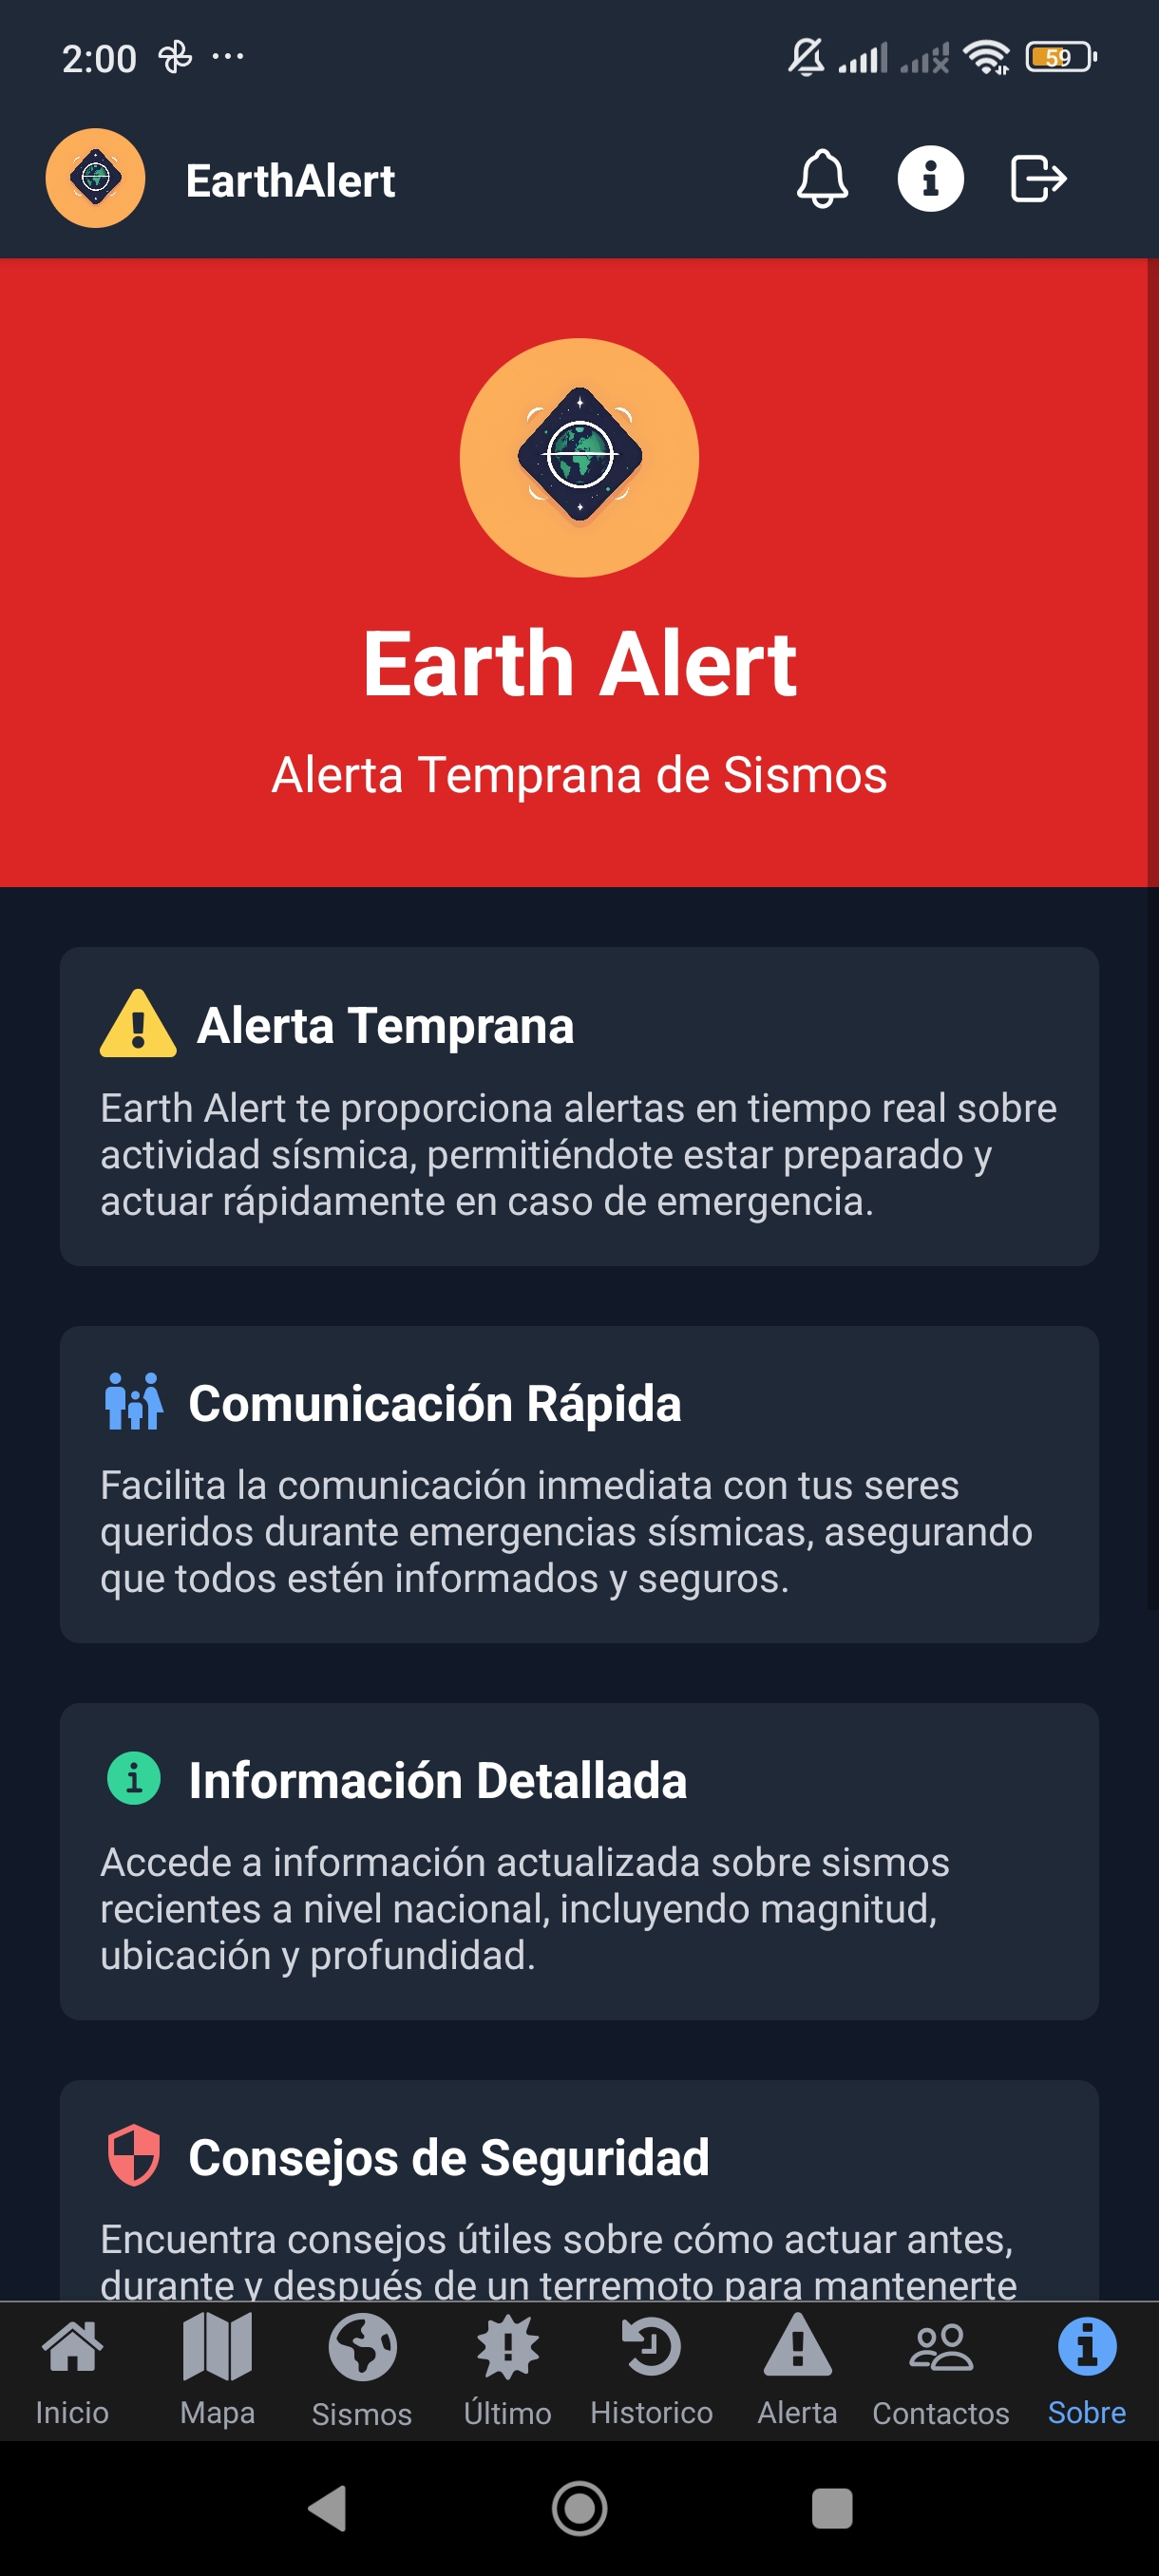 2:00
59
EarthAlert
Earth Alert
Alerta Temprana de Sismos
Alerta Temprana
Earth Alert te proporciona alertas en tiempo real sobre
actividad sísmica, permitiéndote estar preparado y
actuar rápidamente en caso de emergencia.
Comunicación Rápida
Facilita la comunicación inmediata con tus seres
queridos durante emergencias sísmicas, asegurando
que todos estén informados y seguros.
Información Detallada
Accede a información actualizada sobre sismos
recientes a nivel nacional, incluyendo magnitud,
ubicación y profundidad.
Consejos de Seguridad
Encuentra consejos útiles sobre cómo actuar antes,
durante y después de un terremoto para mantenerte
Inicio
Mapa
Sismos
Último
Historico
Alerta
Contactos
Sobre